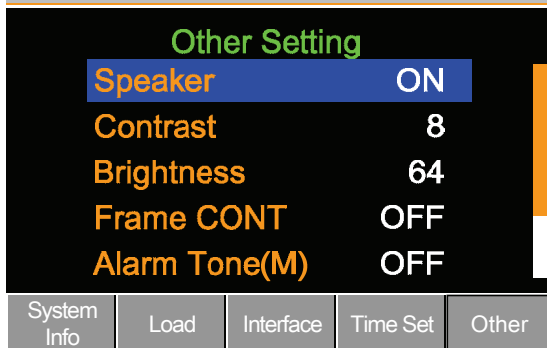 Other Setting
Speaker ON
Contrast 8
Brightness 64
Frame CONT OFF
Alarm Tone(M) OFF
System
Info
Load
Interface
Time Set
Other